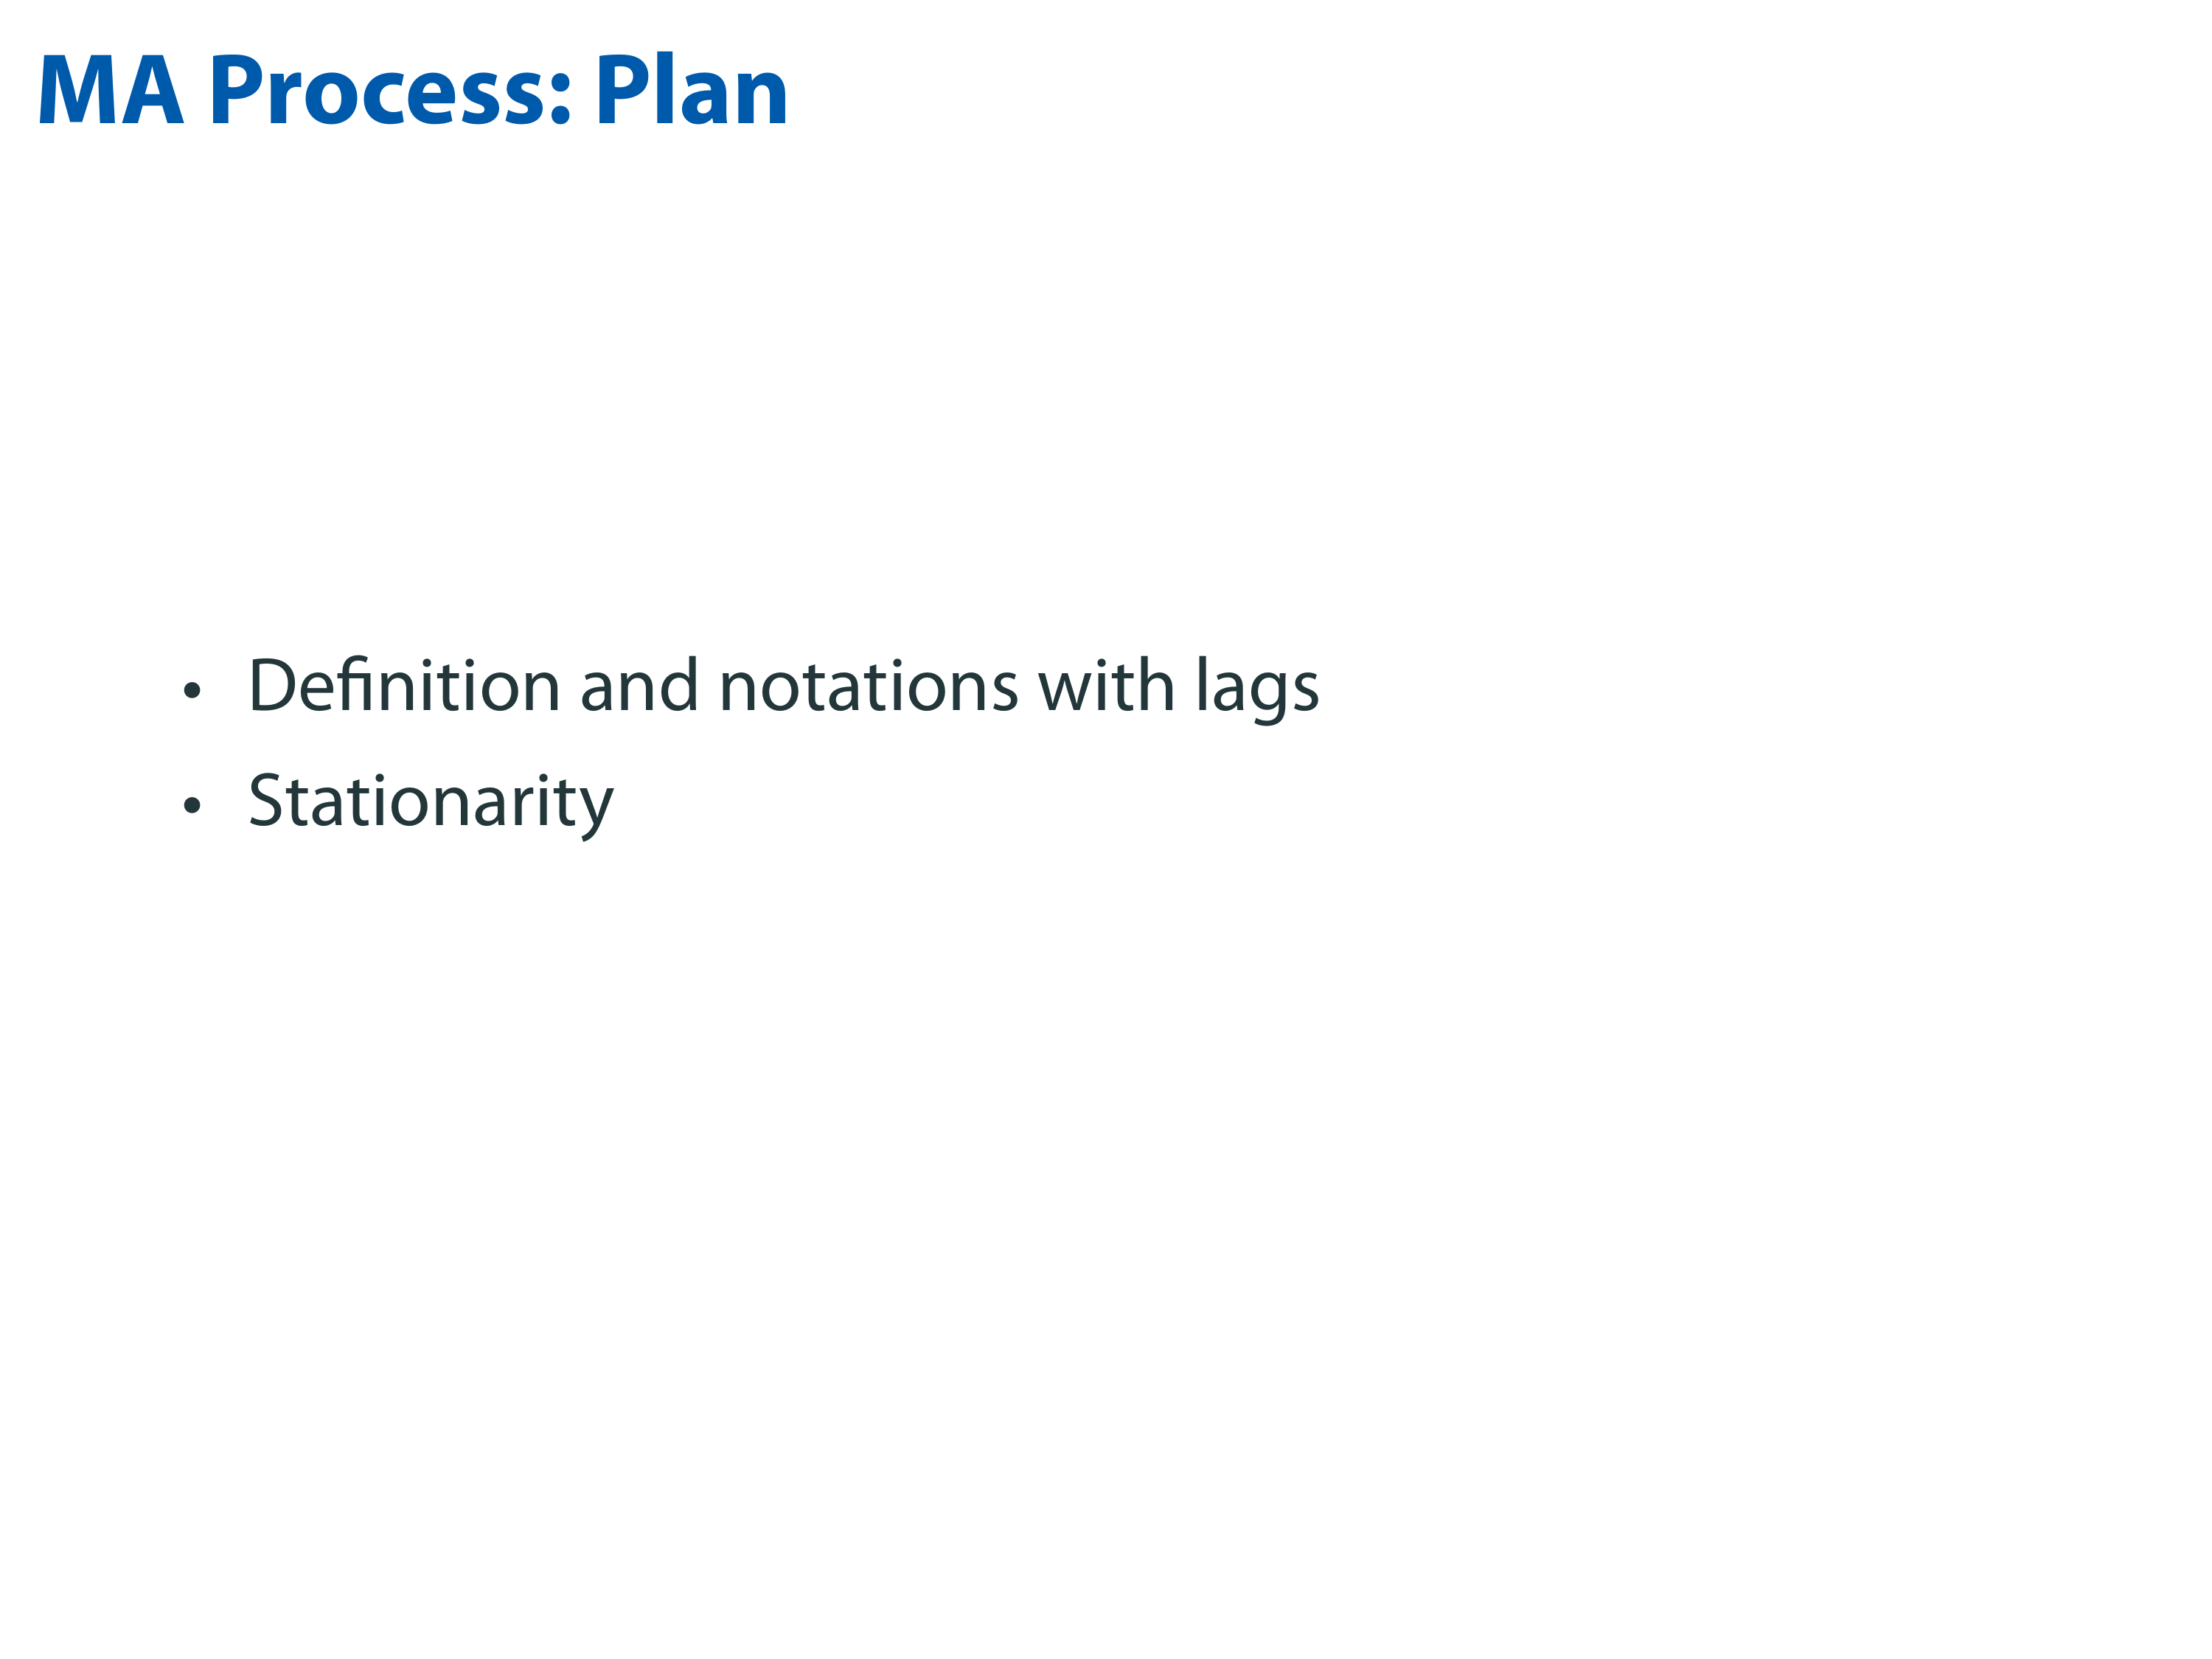 MA Process: Plan
• Definition and notations with lags
• Stationarity